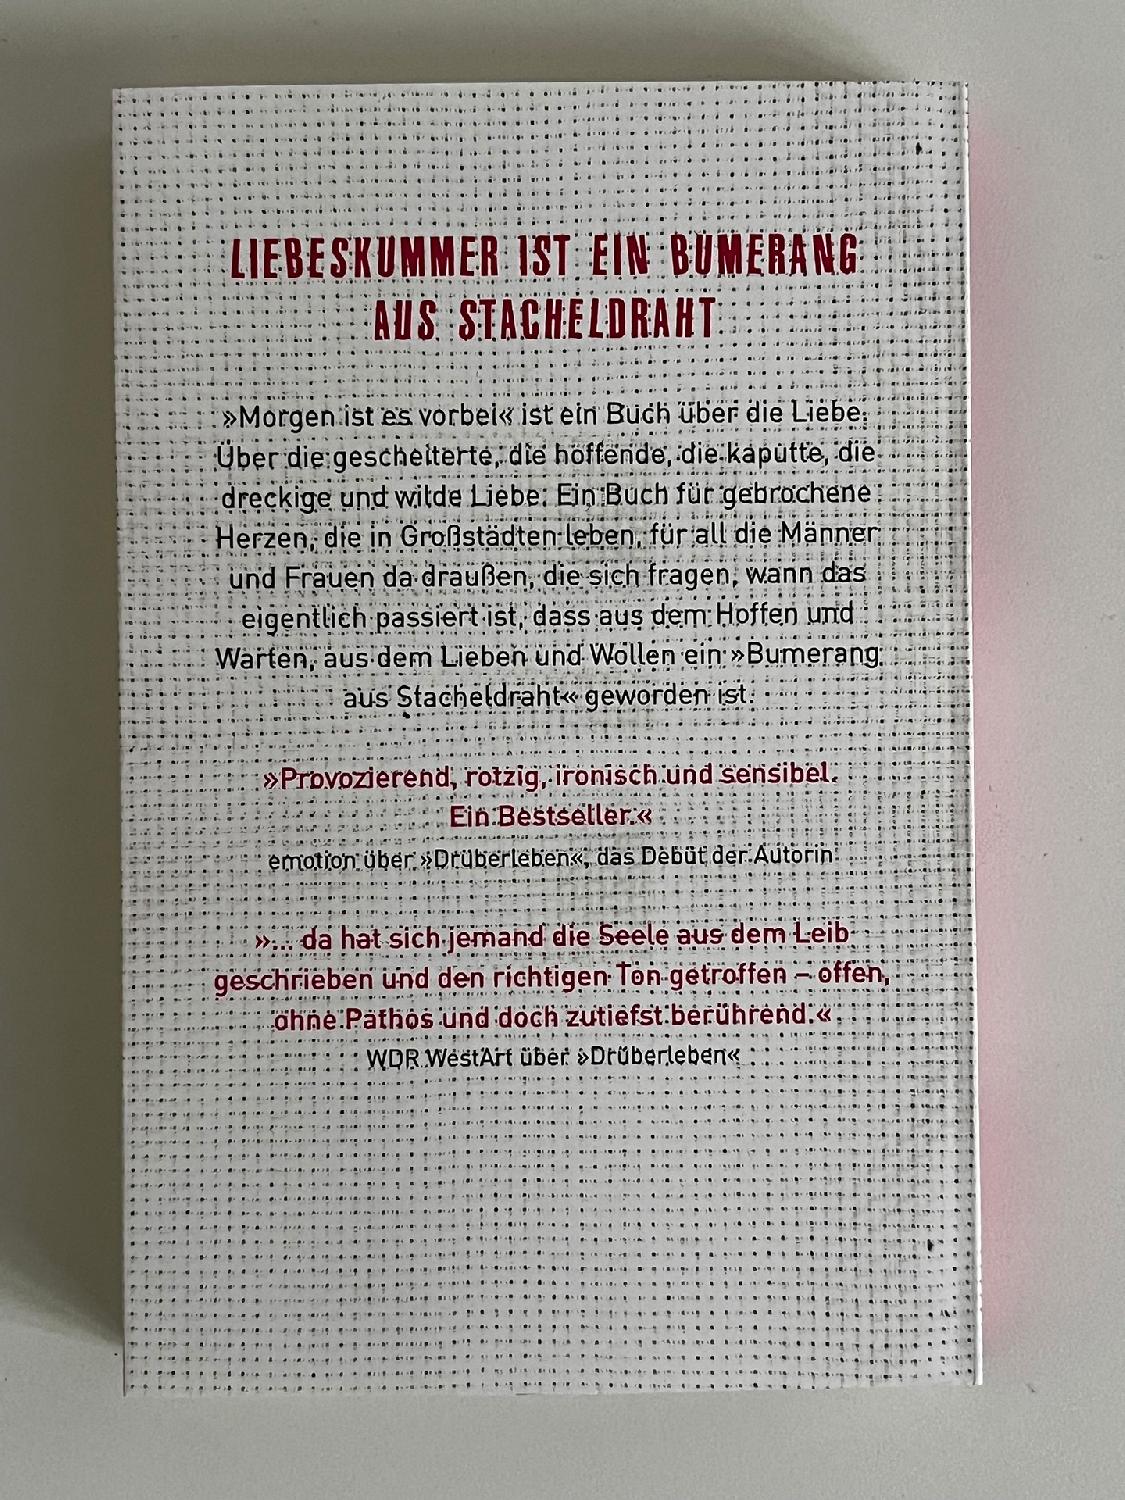 LIEBESKUMMER IST EIN BUMERANG
AUS STACHELDRAHT
»Morgen ist es vorbei« ist ein Buch über die Liebe.
Über die gescheiterte, die hoffende, die kaputte, die
dreckige und wilde Liebe. Ein Buch für gebrochene
Herzen, die in Großstädten leben, für all die Männer
und Frauen da draußen, die sich fragen, wann das
eigentlich passiert ist, dass aus dem Hoffen und
Warten, aus dem Lieben und Wollen ein »Bumerang
aus Stacheldraht« geworden ist.
»Provozierend, rotzig, ironisch und sensibel.
Ein Bestseller.«
emotion über »Drüberleben«, das Debüt der Autorin
»... da hat sich jemand die Seele aus dem Leib
geschrieben und den richtigen Ton getroffen – offen,
ohne Pathos und doch zutiefst berührend.«
WDR WestArt über »Drüberleben«